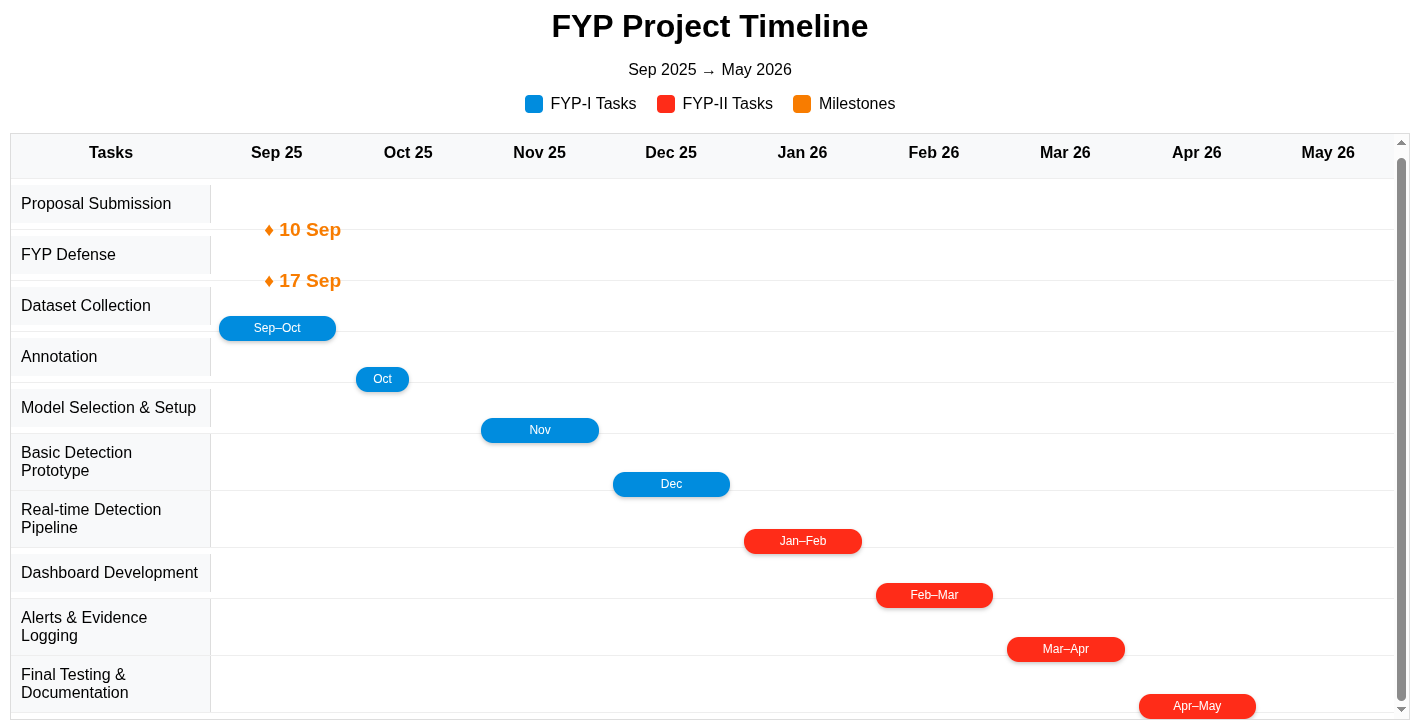 FYP Project Timeline
Sep 2025 → May 2026
FYP-I Tasks FYP-II Tasks Milestones
Tasks Sep 25 Oct 25 Nov 25 Dec 25 Jan 26 Feb 26 Mar 26 Apr 26 May 26
Proposal Submission
♦ 10 Sep
FYP Defense
♦ 17 Sep
Dataset Collection
Sep–Oct
Annotation
Oct
Model Selection & Setup
Nov
Basic Detection
Prototype
Dec
Real-time Detection
Pipeline
Jan–Feb
Dashboard Development
Feb–Mar
Alerts & Evidence
Logging
Mar–Apr
Final Testing &
Documentation
Apr–May